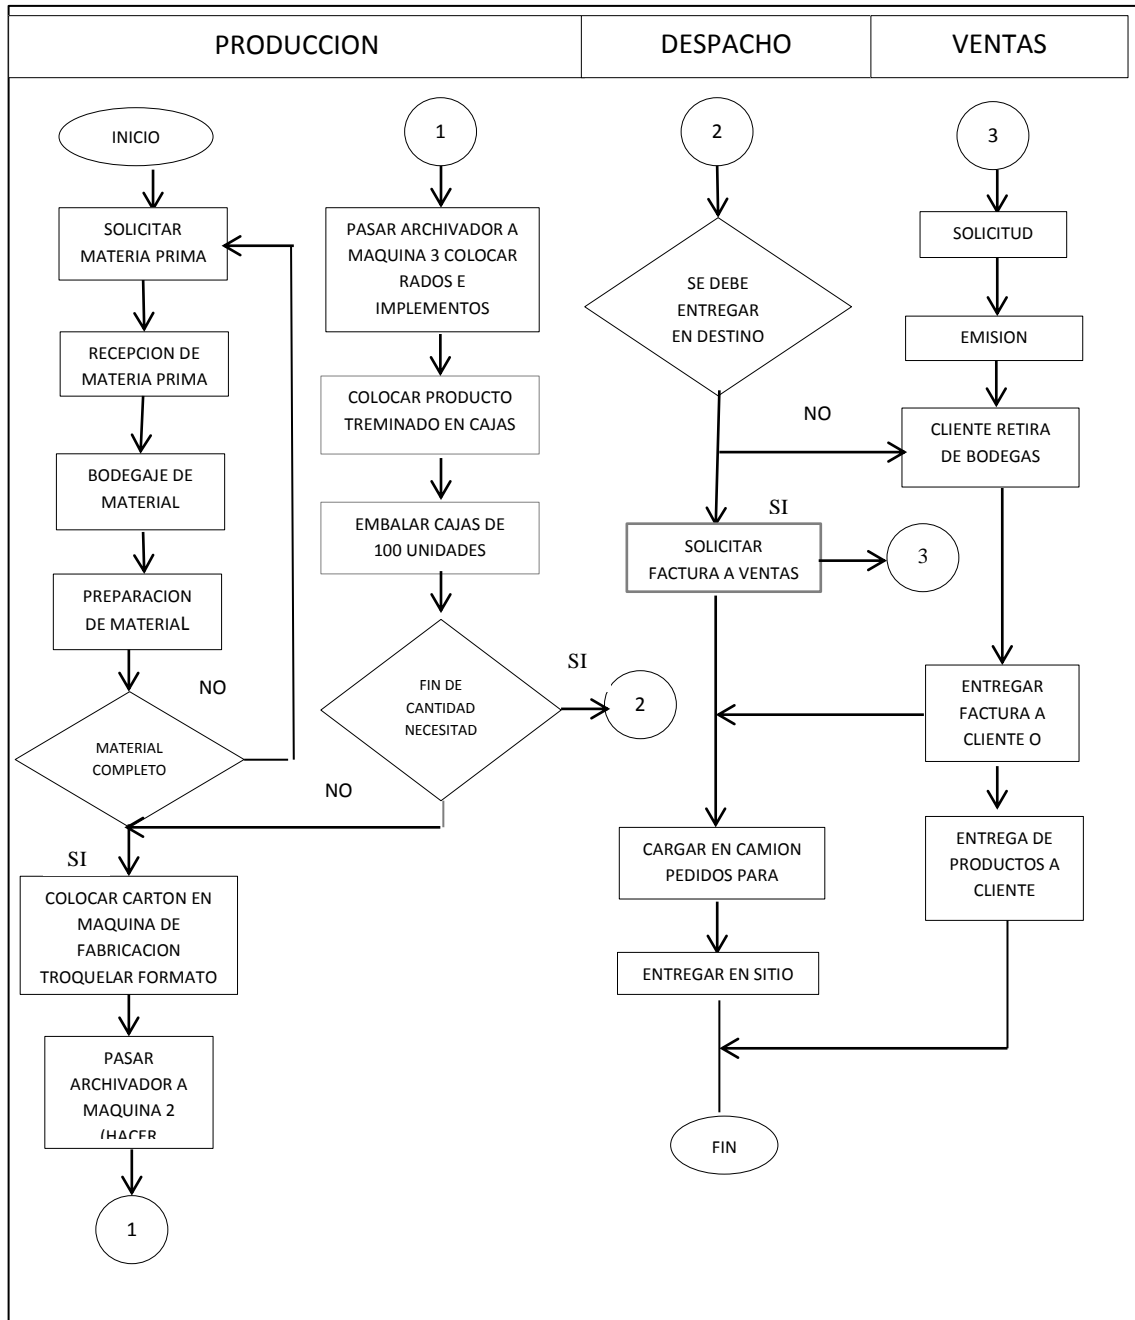 PRODUCCION
DESPACHO
VENTAS
INICIO
SOLICITAR
MATERIA PRIMA
RECEPCION DE
MATERIA PRIMA
BODEGAJE DE
MATERIAL
PREPARACION
DE MATERIAL
NO
MATERIAL
COMPLETO
SI
COLOCAR CARTON EN
MAQUINA DE
FABRICACION
TROQUELAR FORMATO
PASAR
ARCHIVADOR A
MAQUINA 2
(HACER
1
1
PASAR ARCHIVADOR A
MAQUINA 3 COLOCAR
RADOS E
IMPLEMENTOS
COLOCAR PRODUCTO
TREMINADO EN CAJAS
EMBALAR CAJAS DE
100 UNIDADES
FIN DE
CANTIDAD
NECESITAD
SI
2
NO
2
SE DEBE
ENTREGAR
EN DESTINO
NO
SI
SOLICITAR
FACTURA A VENTAS
3
CARGAR EN CAMION
PEDIDOS PARA
ENTREGAR EN SITIO
FIN
3
SOLICITUD
EMISION
CLIENTE RETIRA
DE BODEGAS
ENTREGAR
FACTURA A
CLIENTE O
ENTREGA DE
PRODUCTOS A
CLIENTE